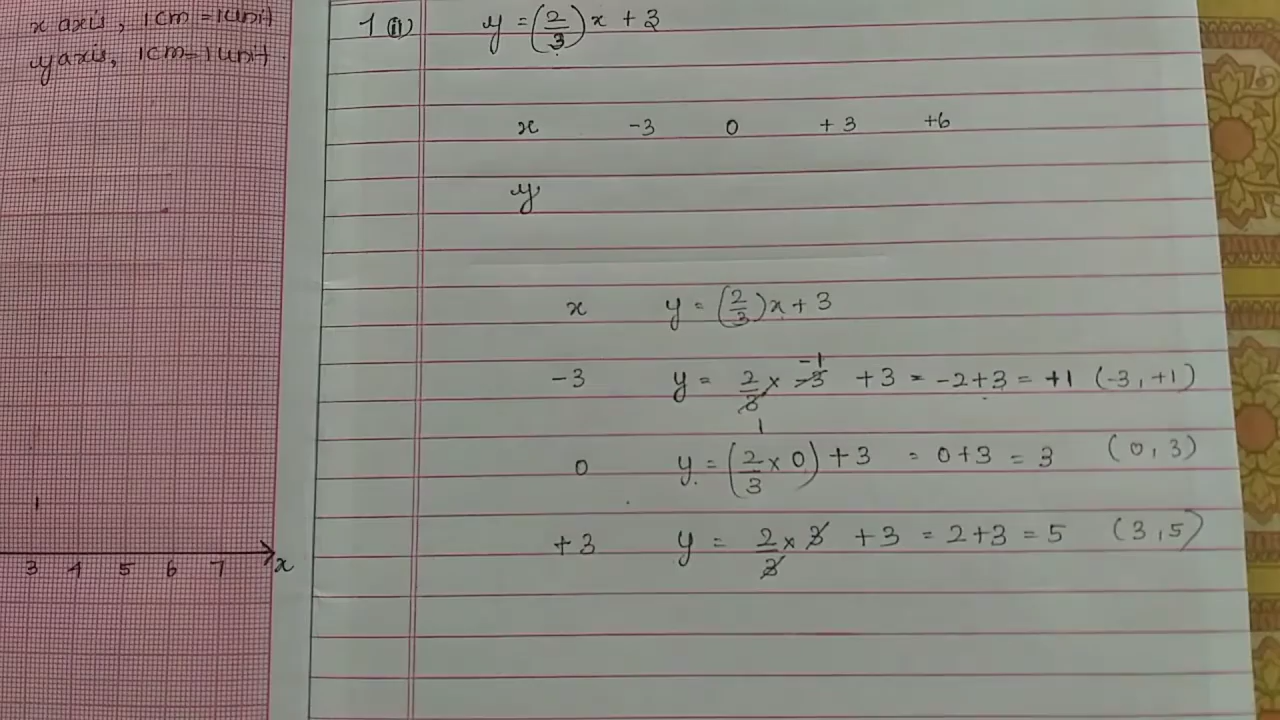 x axis, 1cm = 1unit
y axis, 1cm = 1unit
3 4 5 6 7 x
1 (ii) y = (2/3) x + 3
x -3 0 +3 +6
y
x y = (2/3) x + 3
-3 y = 2/3 x -3 -1 +3 = -2+3 = +1 (-3, +1)
1
0 y = (2/3 x 0) + 3 = 0+3 = 3 (0, 3)
+3 y = 2/3 x 3 +3 = 2+3 = 5 (3, 5)